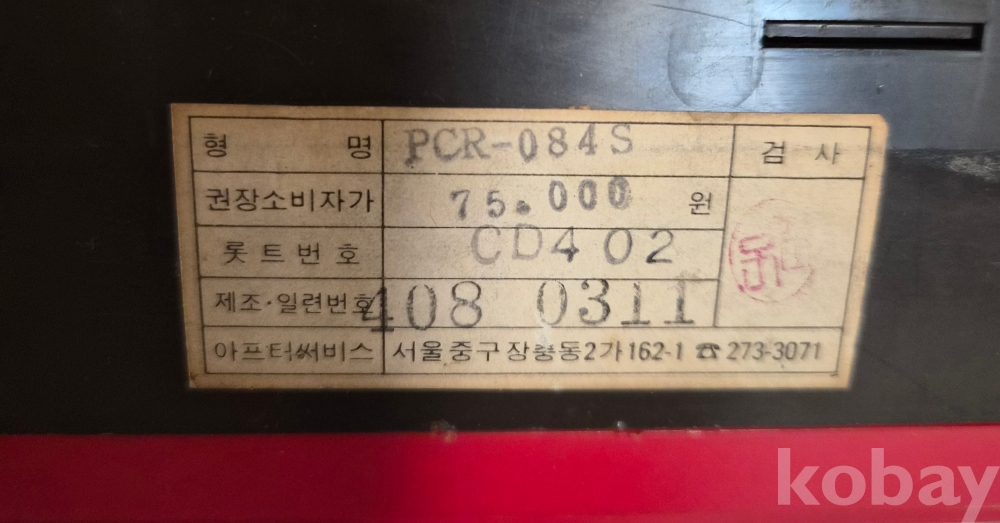 형 명 PCR-084S 검 사
권장소비자가 75.000 원
롯트번호 CD402
제조·일련번호 408 0311
아프터써비스 서울중구장충동2가162-1 ☎273-3071
kobay